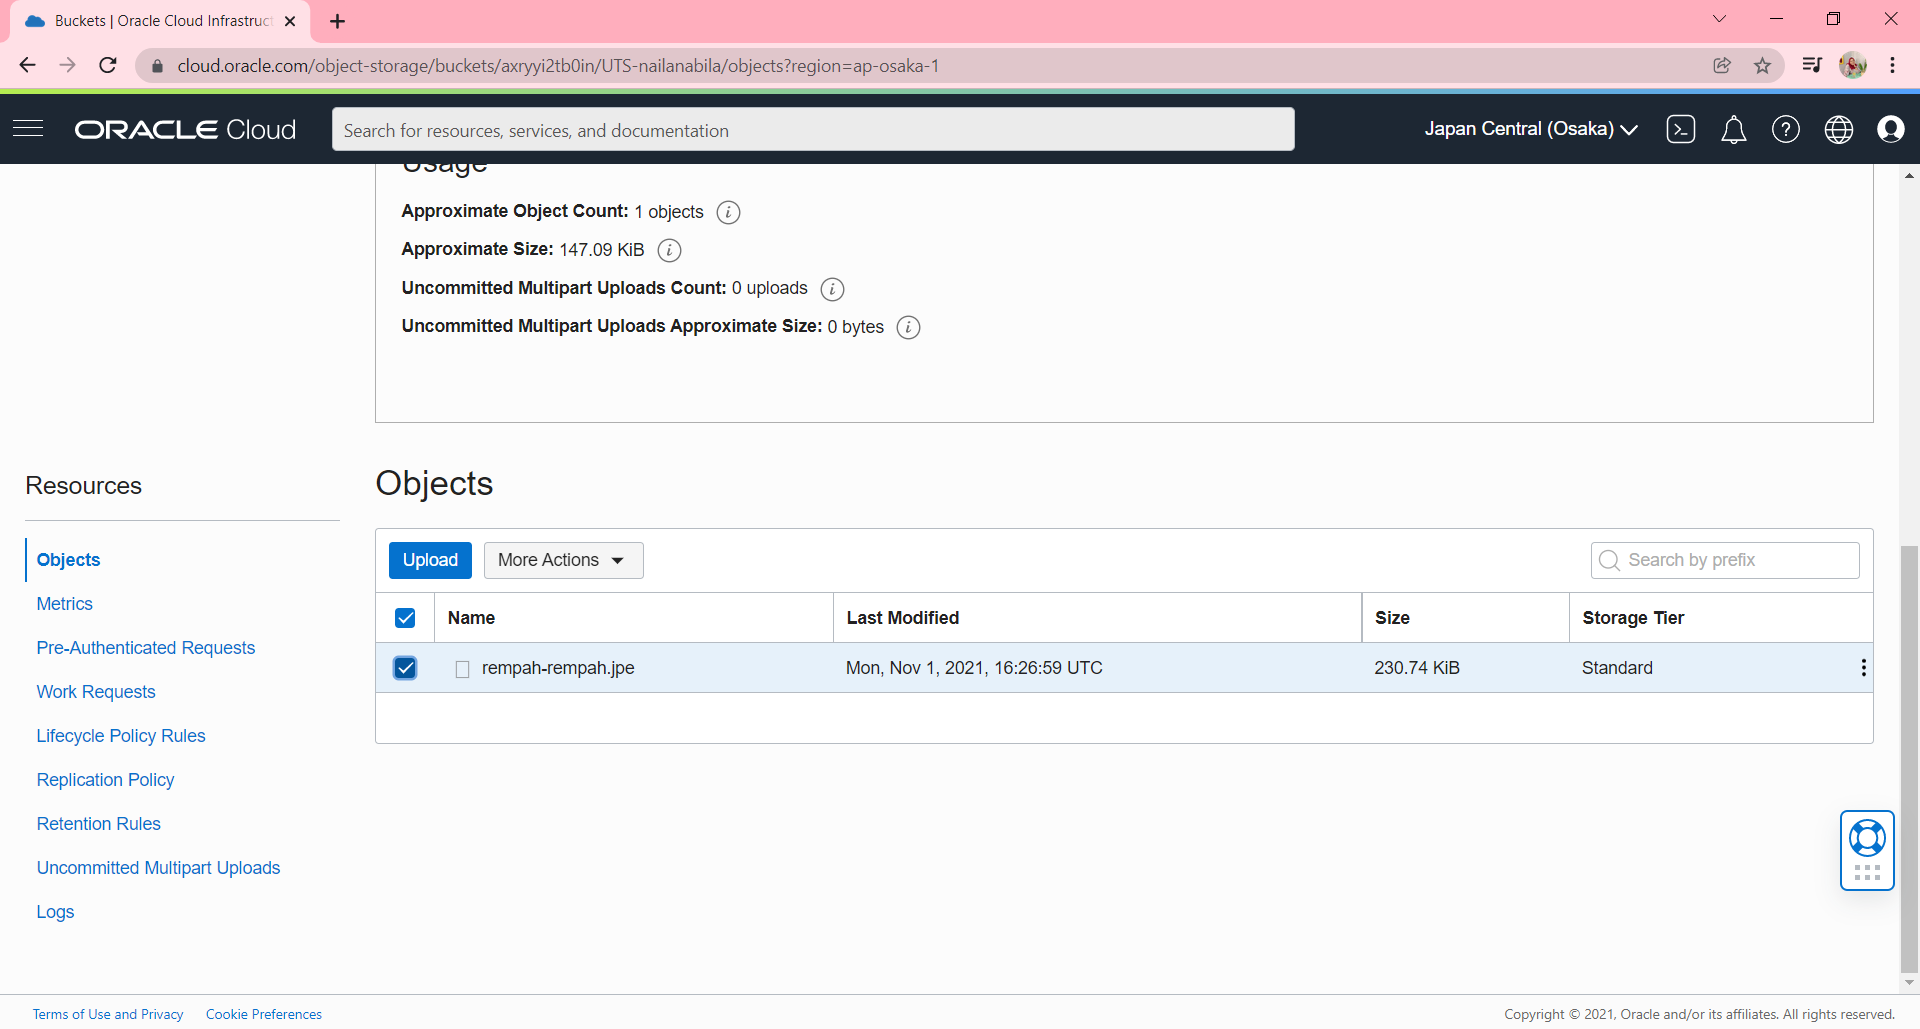 Buckets | Oracle Cloud Infrastruct
cloud.oracle.com/object-storage/buckets/axryyi2tb0in/UTS-nailanabila/objects?region=ap-osaka-1
ORACLE Cloud
Search for resources, services, and documentation
Japan Central (Osaka)
Usage
Approximate Object Count: 1 objects
Approximate Size: 147.09 KiB
Uncommitted Multipart Uploads Count: 0 uploads
Uncommitted Multipart Uploads Approximate Size: 0 bytes
Resources
Objects
Metrics
Pre-Authenticated Requests
Work Requests
Lifecycle Policy Rules
Replication Policy
Retention Rules
Uncommitted Multipart Uploads
Logs
Objects
Upload More Actions Search by prefix
Name Last Modified Size Storage Tier
rempah-rempah.jpe Mon, Nov 1, 2021, 16:26:59 UTC 230.74 KiB Standard
Terms of Use and Privacy Cookie Preferences Copyright © 2021, Oracle and/or its affiliates. All rights reserved.